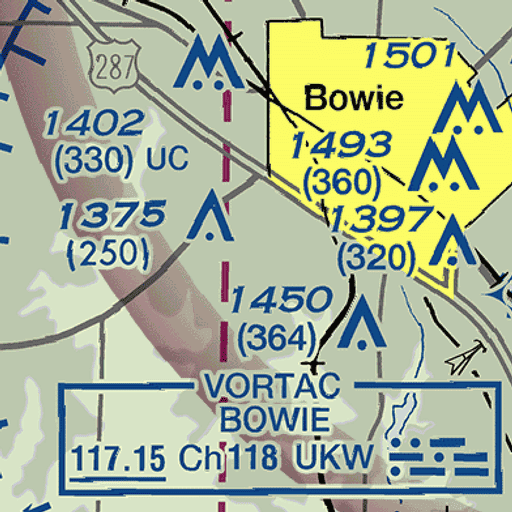 287
1501
Bowie
1402
(330) UC
1493
(360)
1375
(250)
1397
(320)
1450
(364)
VORTAC
BOWIE
117.15 Ch 118 UKW